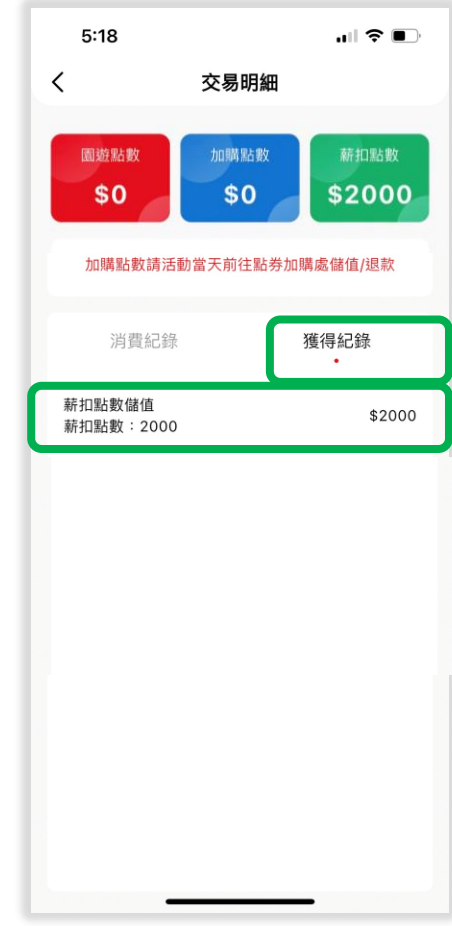 5:18
交易明細
園遊點數 加購點數 薪扣點數
$0 $0 $2000
加購點數請活動當天前往點券加購處儲值/退款
消費紀錄 獲得紀錄
薪扣點數儲值
薪扣點數：2000 $2000